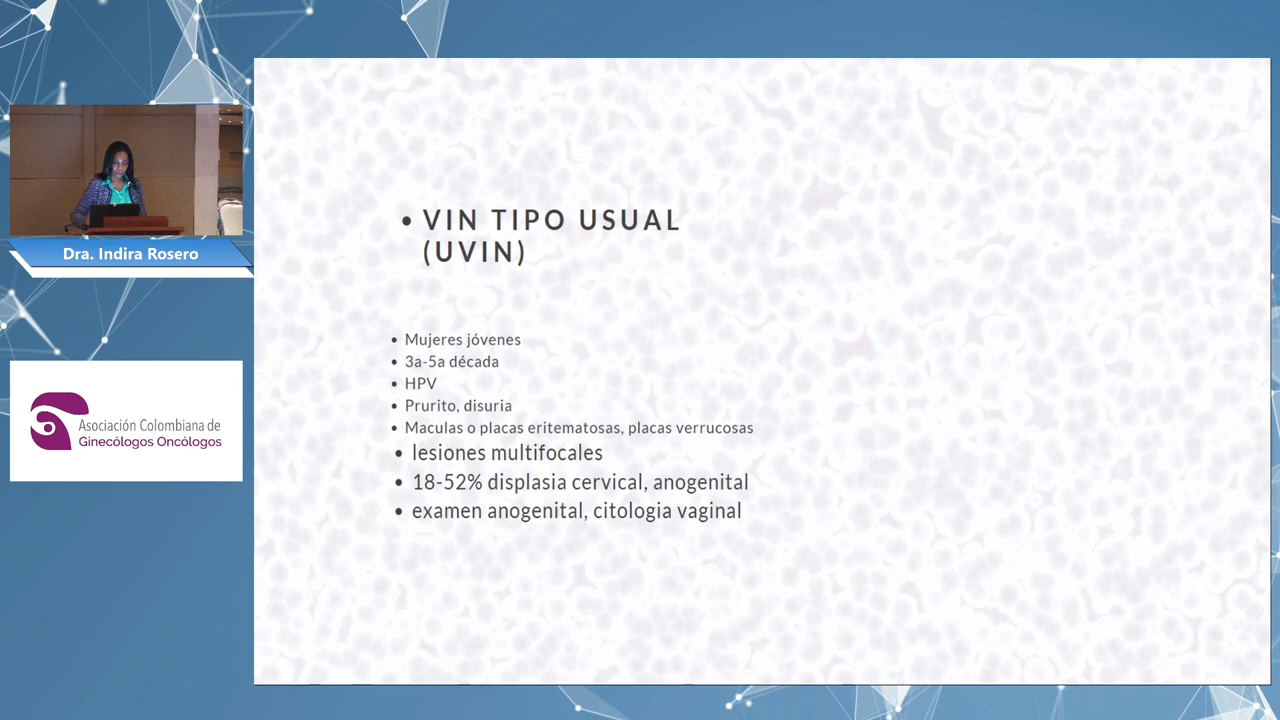 Dra. Indira Rosero
Asociación Colombiana de
Ginecólogos Oncólogos
• VIN TIPO USUAL
(UVIN)
• Mujeres jóvenes
• 3a-5a década
• HPV
• Prurito, disuria
• Maculas o placas eritematosas, placas verrucosas
• lesiones multifocales
• 18-52% displasia cervical, anogenital
• examen anogenital, citologia vaginal